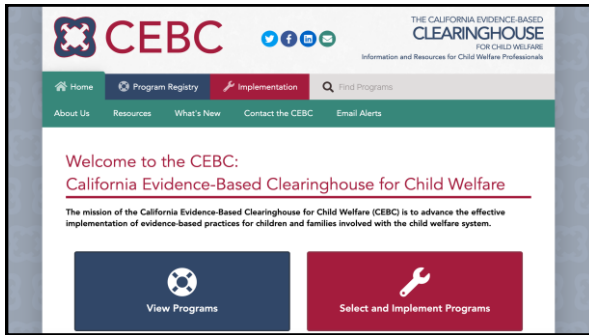 CEBC
THE CALIFORNIA EVIDENCE-BASED
CLEARINGHOUSE
FOR CHILD WELFARE
Information and Resources for Child Welfare Professionals
Home
Program Registry
Implementation
Find Programs
About Us
Resources
What's New
Contact the CEBC
Email Alerts
Welcome to the CEBC:
California Evidence-Based Clearinghouse for Child Welfare
The mission of the California Evidence-Based Clearinghouse for Child Welfare (CEBC) is to advance the effective
implementation of evidence-based practices for children and families involved with the child welfare system.
View Programs
Select and Implement Programs